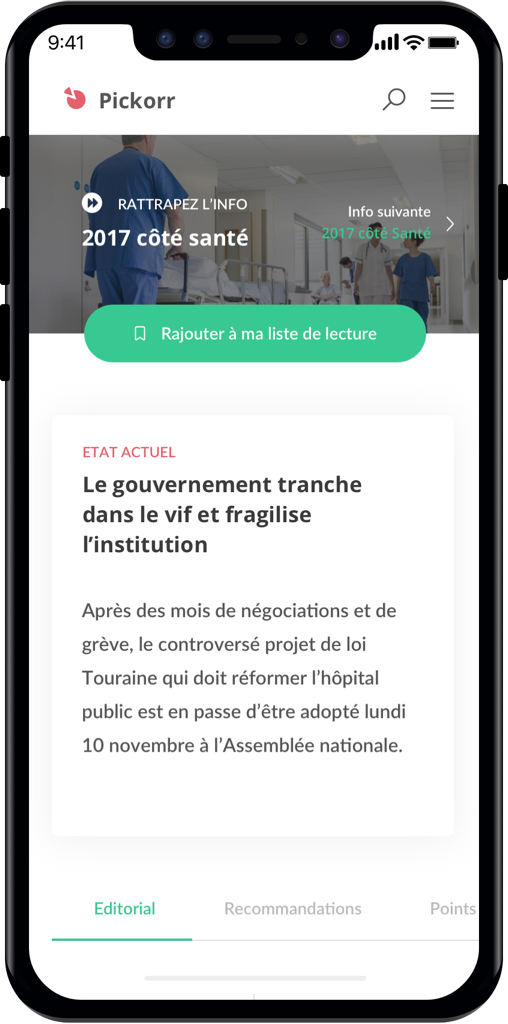 9:41
Pickorr
RATTRAPEZ L'INFO
2017 côté santé
Info suivante
2017 côté Santé
Rajouter à ma liste de lecture
ETAT ACTUEL
Le gouvernement tranche
dans le vif et fragilise
l'institution
Après des mois de négociations et de
grève, le controversé projet de loi
Touraine qui doit réformer l'hôpital
public est en passe d'être adopté lundi
10 novembre à l'Assemblée nationale.
Editorial
Recommandations
Points